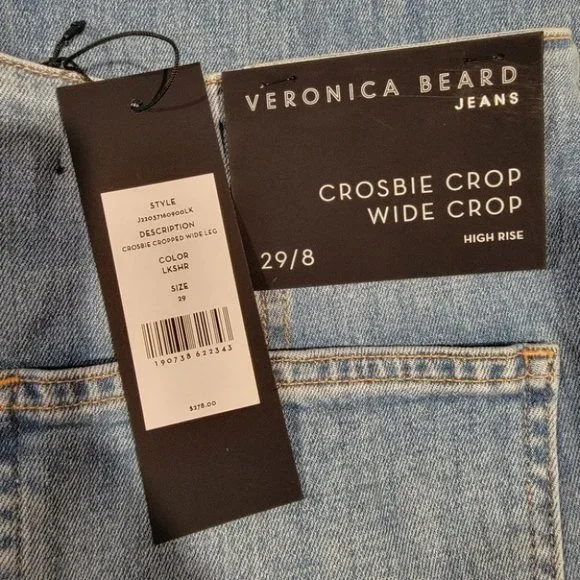 VERONICA BEARD
JEANS
CROSBIE CROP
WIDE CROP
HIGH RISE
29/8
STYLE
J22037160900LK
DESCRIPTION
CROSBIE CROPPED WIDE LEG
COLOR
LKSHR
SIZE
29
190738 622343
$278.00